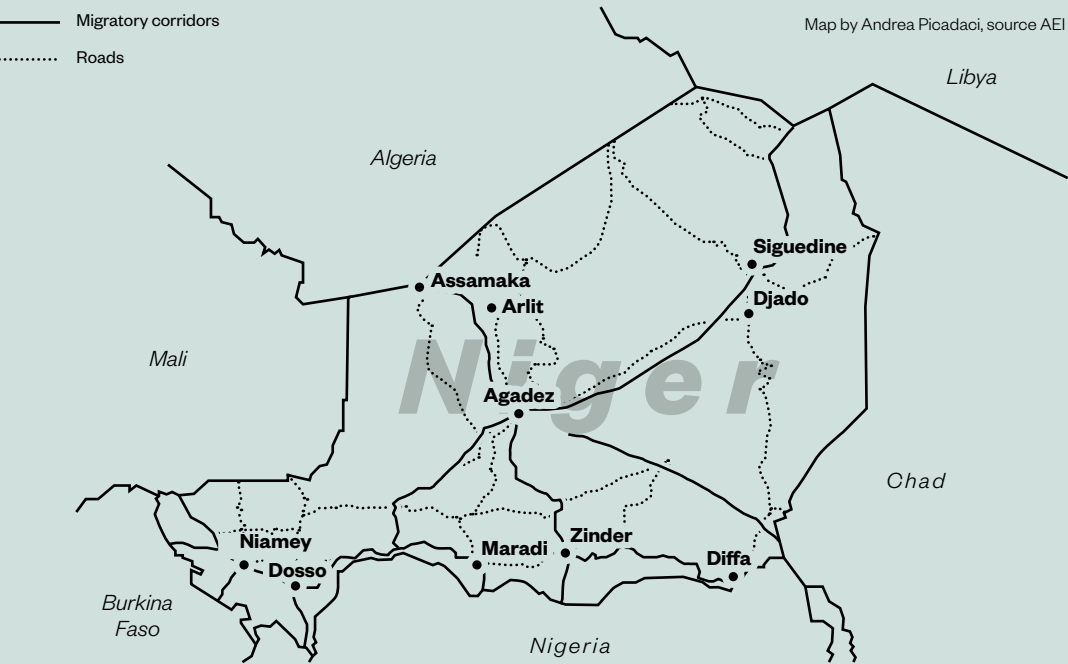 Migratory corridors
Roads
Map by Andrea Picadaci, source AEI
Libya
Algeria
Siguedine
Assamaka
Djado
Arlit
Mali
Niger
Agadez
Chad
Zinder
Niamey
Maradi
Diffa
Dosso
Burkina
Faso
Nigeria